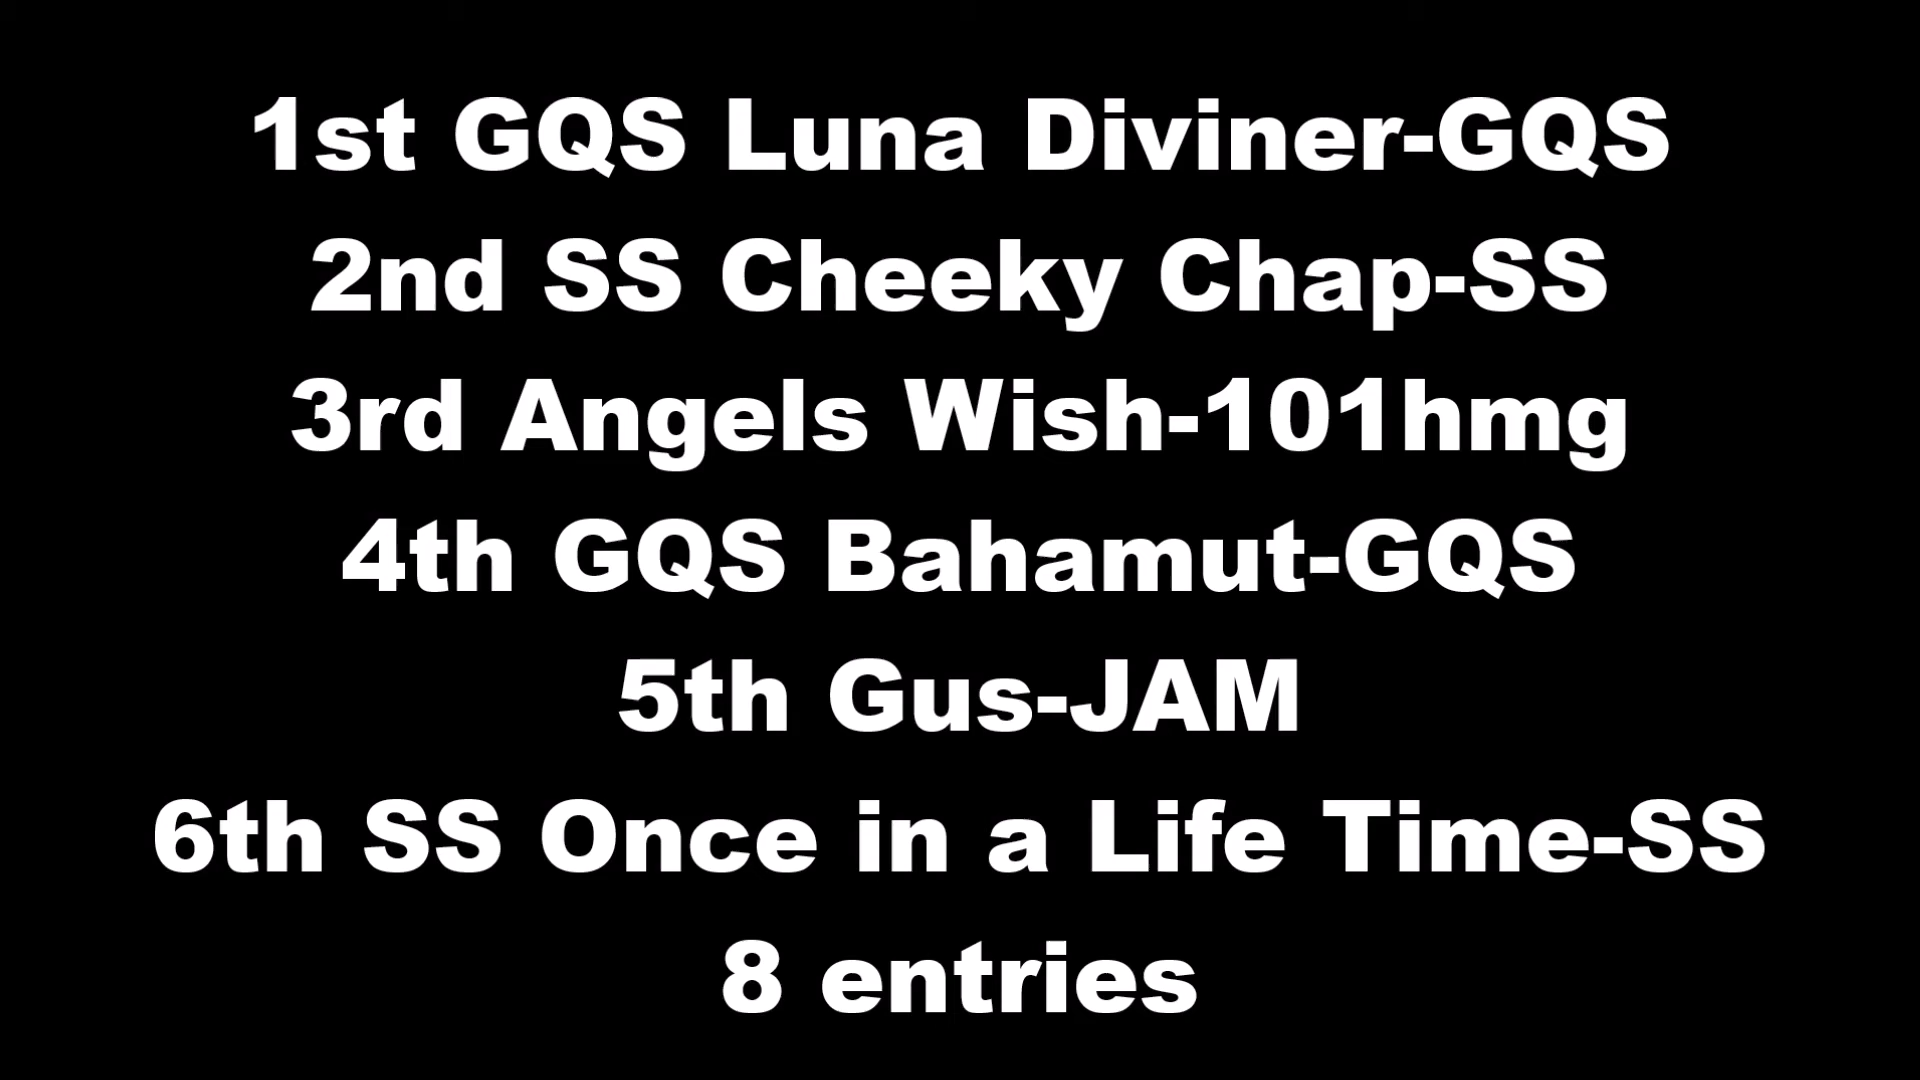 1st GQS Luna Diviner-GQS
2nd SS Cheeky Chap-SS
3rd Angels Wish-101hmg
4th GQS Bahamut-GQS
5th Gus-JAM
6th SS Once in a Life Time-SS
8 entries